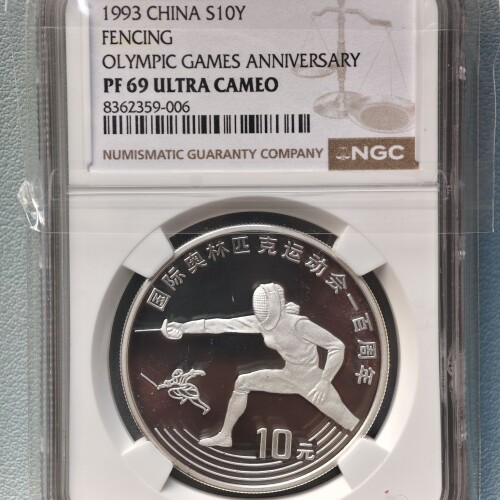 1993 CHINA S10Y
FENCING
OLYMPIC GAMES ANNIVERSARY
PF 69 ULTRA CAMEO
8362359-006
NUMISMATIC GUARANTY COMPANY
NGC
国际奥林匹克运动会一百周年
10元